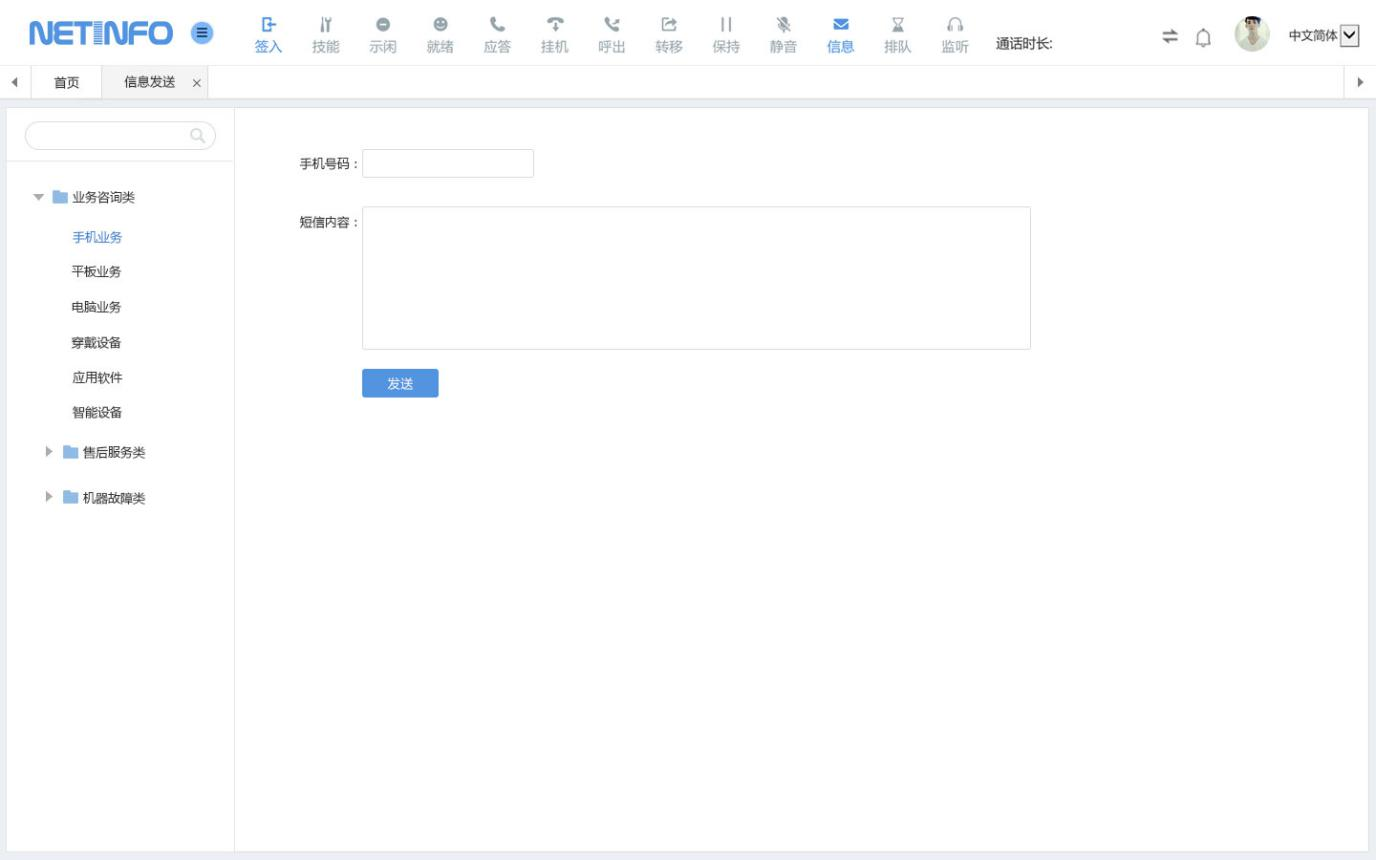 NETINFO
签入 技能 示闲 就绪 应答 挂机 呼出 转移 保持 静音 信息 排队 监听 通话时长:
中文简体
首页 信息发送 ×
手机号码：
短信内容：
发送
业务咨询类
手机业务
平板业务
电脑业务
穿戴设备
应用软件
智能设备
售后服务类
机器故障类